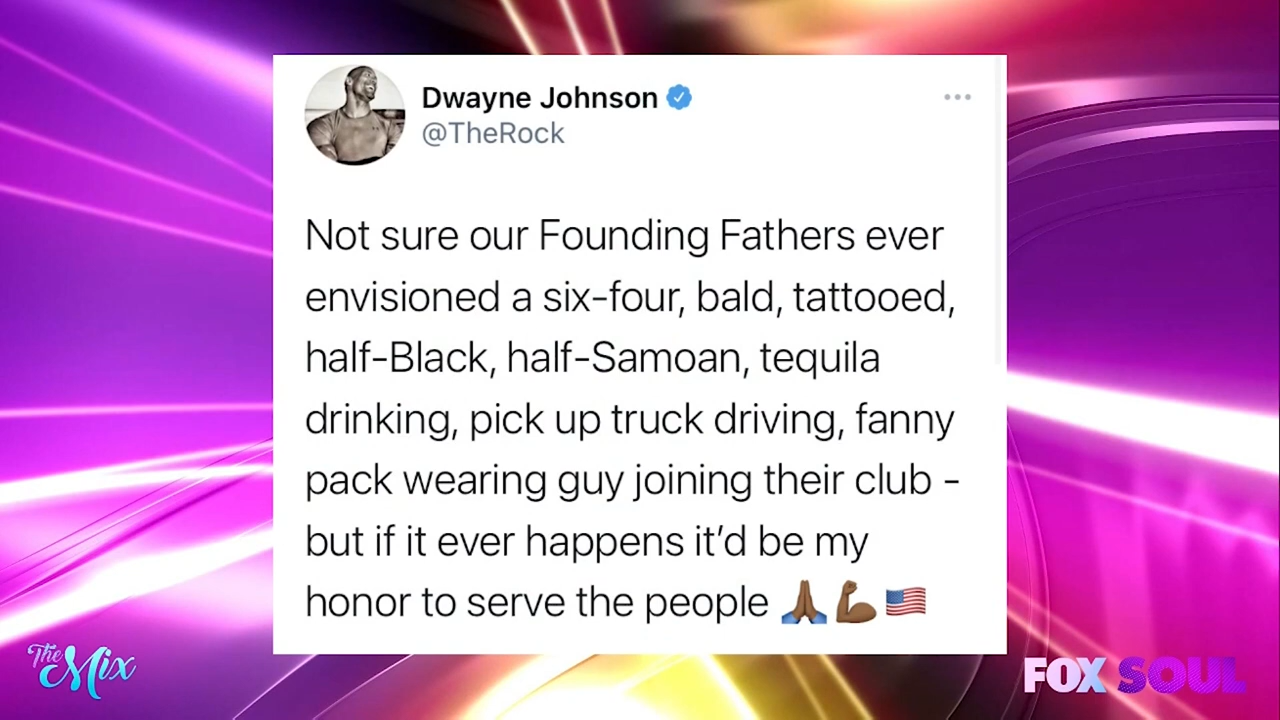 Dwayne Johnson
@TheRock
Not sure our Founding Fathers ever
envisioned a six-four, bald, tattooed,
half-Black, half-Samoan, tequila
drinking, pick up truck driving, fanny
pack wearing guy joining their club -
but if it ever happens it’d be my
honor to serve the people 🙏🏾💪🏾🇺🇸
The Mix
FOX SOUL